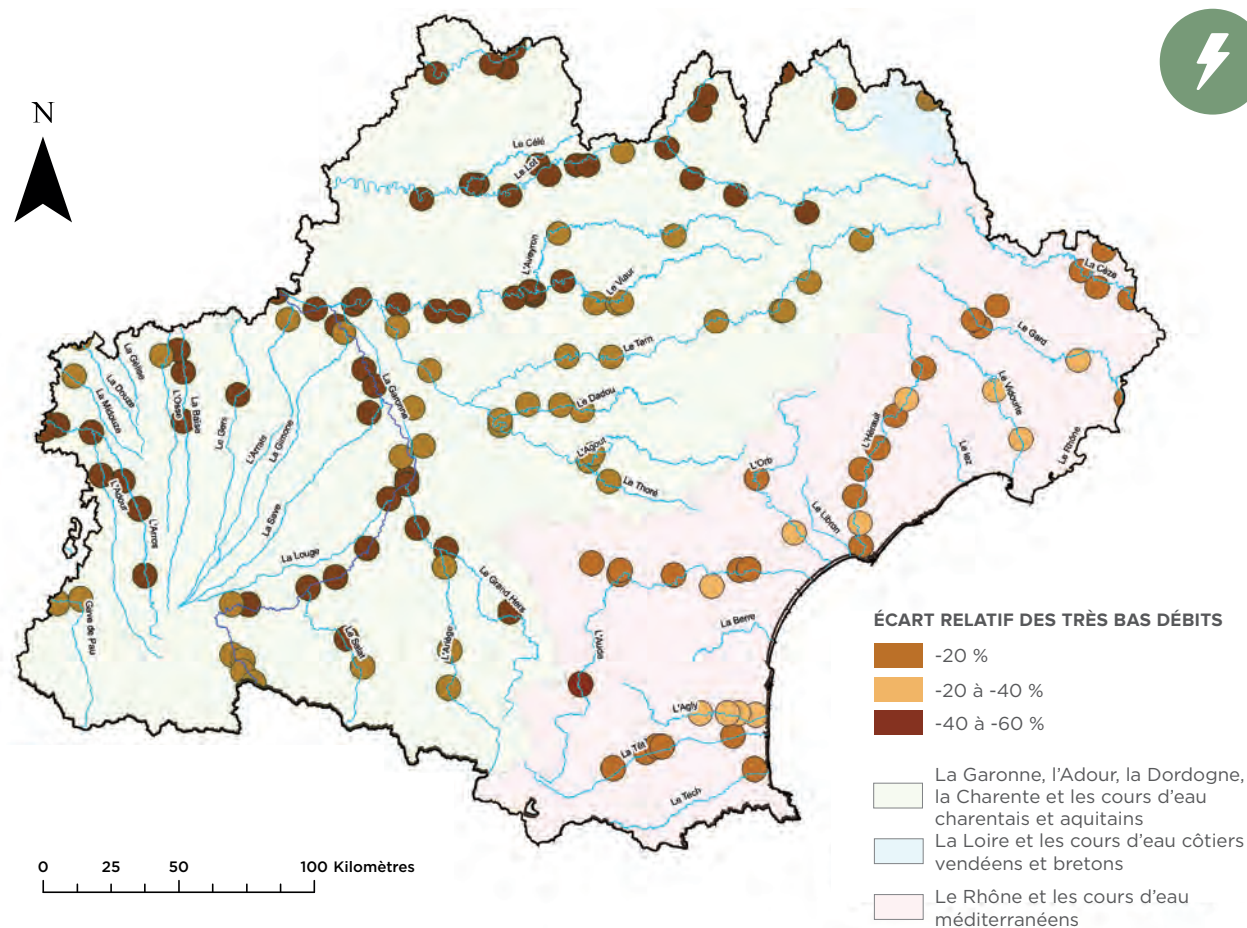 N
La Célé
Le Lot
L'Aveyron
Le Viaur
La Cèze
Le Gard
Le Tarn
Le Vidourle
La Gélise
La Douze
La Midouze
L'Osse
La Baïse
Le Gers
L'Arrats
La Gimone
La Garonne
Le Dadou
L'Hérault
L'Agout
Le Thoré
L'Orb
Le lez
Le Rhône
Le Libron
L'Adour
L'Arros
La Save
La Louge
Le Grand Hers
Gave de Pau
Le Salat
L'Ariège
L'Aude
La Berre
L'Agly
La Têt
Le Tech
ÉCART RELATIF DES TRÈS BAS DÉBITS
-20 %
-20 à -40 %
-40 à -60 %
La Garonne, l'Adour, la Dordogne,
la Charente et les cours d'eau
charentais et aquitains
La Loire et les cours d'eau côtiers
vendéens et bretons
Le Rhône et les cours d'eau
méditerranéens
0 25 50 100 Kilomètres